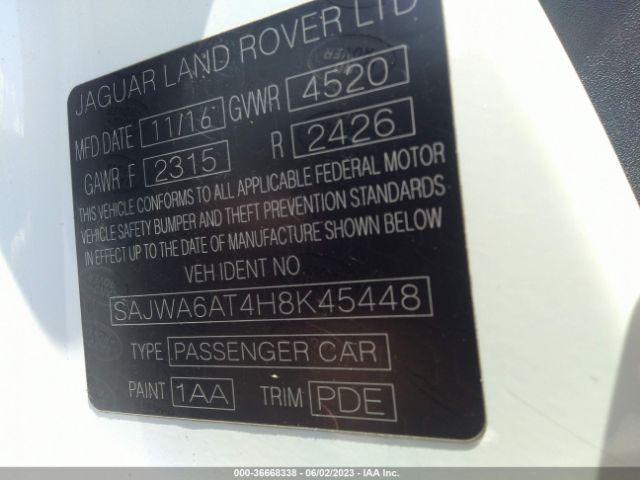 JAGUAR LAND ROVER LTD
MFD DATE 11/16 GVWR 4520
GAWR F 2315 R 2426
THIS VEHICLE CONFORMS TO ALL APPLICABLE FEDERAL MOTOR
VEHICLE SAFETY BUMPER AND THEFT PREVENTION STANDARDS
IN EFFECT UP TO THE DATE OF MANUFACTURE SHOWN BELOW
VEH IDENT NO
SAJWA6AT4H8K45448
TYPE PASSENGER CAR
PAINT 1AA TRIM PDE
000-36668338 - 06/02/2023 - IAA Inc.